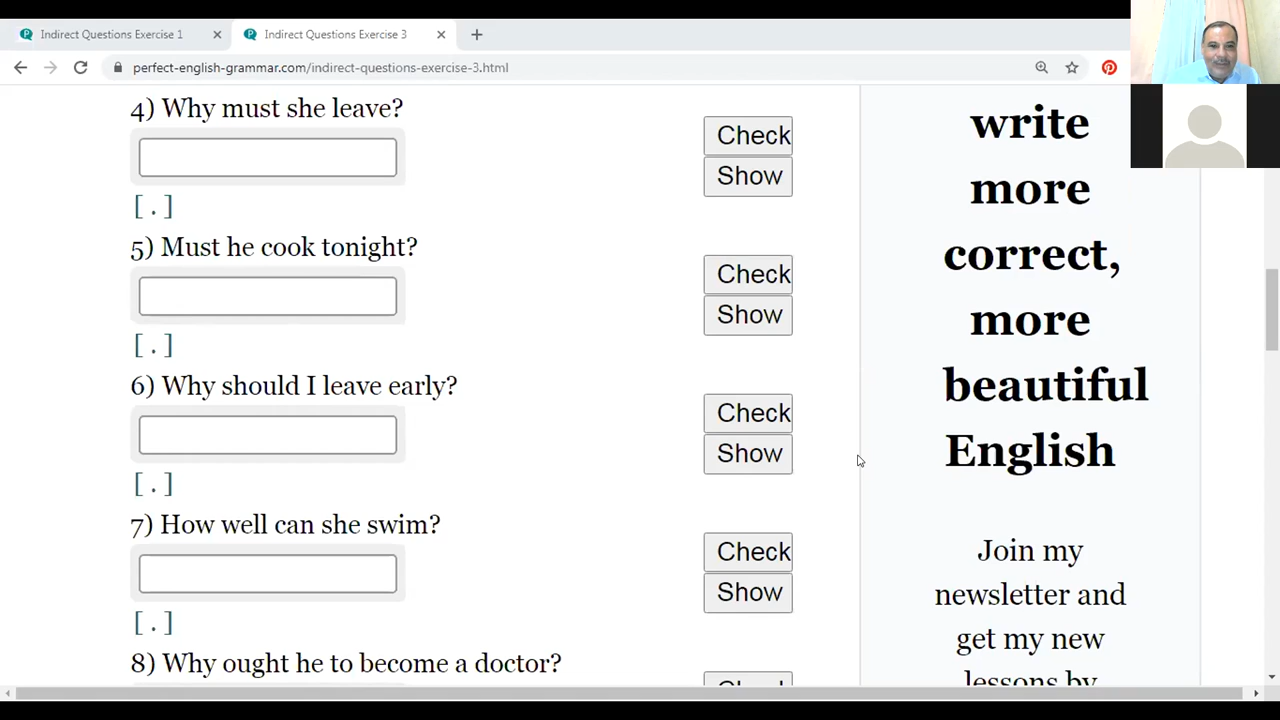 Indirect Questions Exercise 1
Indirect Questions Exercise 3
perfect-english-grammar.com/indirect-questions-exercise-3.html
4) Why must she leave?
Check
Show
[ . ]
5) Must he cook tonight?
Check
Show
[ . ]
6) Why should I leave early?
Check
Show
[ . ]
7) How well can she swim?
Check
Show
[ . ]
8) Why ought he to become a doctor?
Check
write
more
correct,
more
beautiful
English
Join my
newsletter and
get my new
lessons by